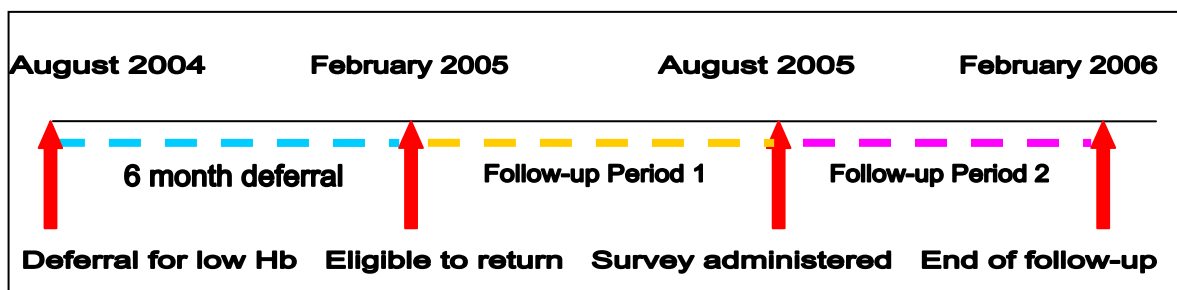 August 2004 February 2005 August 2005 February 2006
6 month deferral Follow-up Period 1 Follow-up Period 2
Deferral for low Hb Eligible to return Survey administered End of follow-up